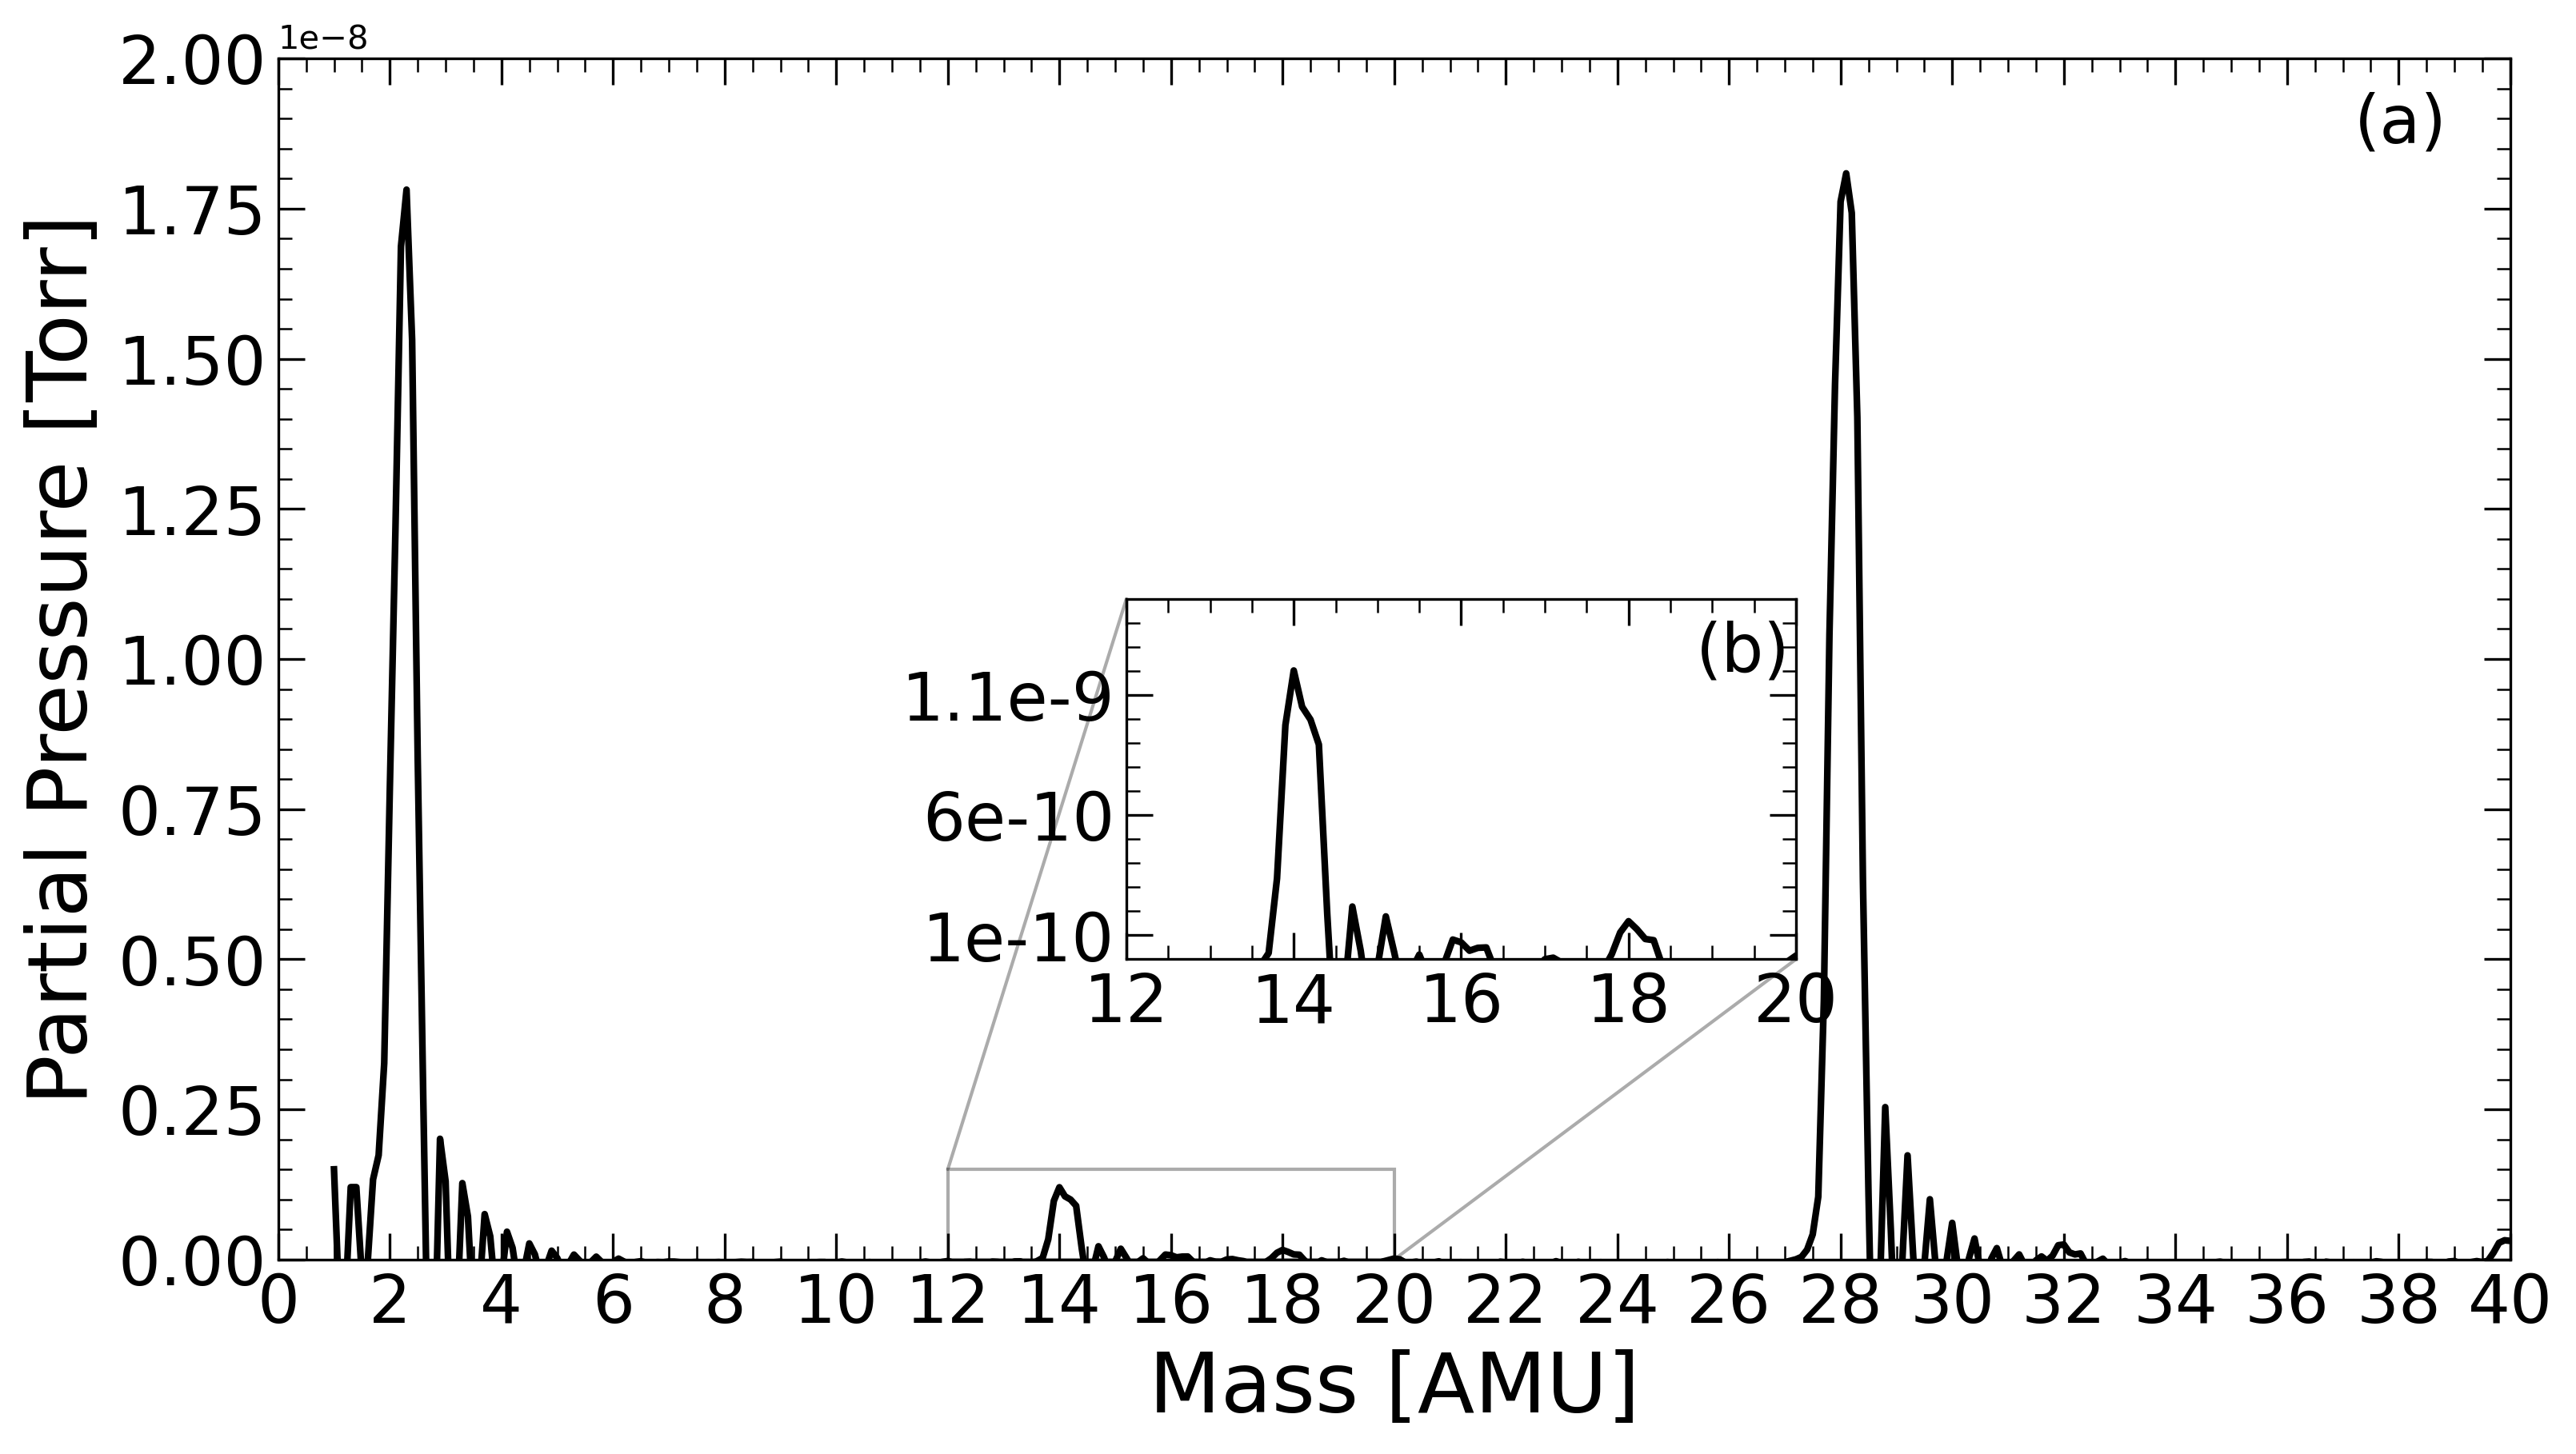 1e−8
2.00
(a)
1.75
1.50
1.25
1.00
0.75
0.50
0.25
0.00
Partial Pressure [Torr]
(b)
1.1e-9
6e-10
1e-10
12 14 16 18 20
0 2 4 6 8 10 12 14 16 18 20 22 24 26 28 30 32 34 36 38 40
Mass [AMU]